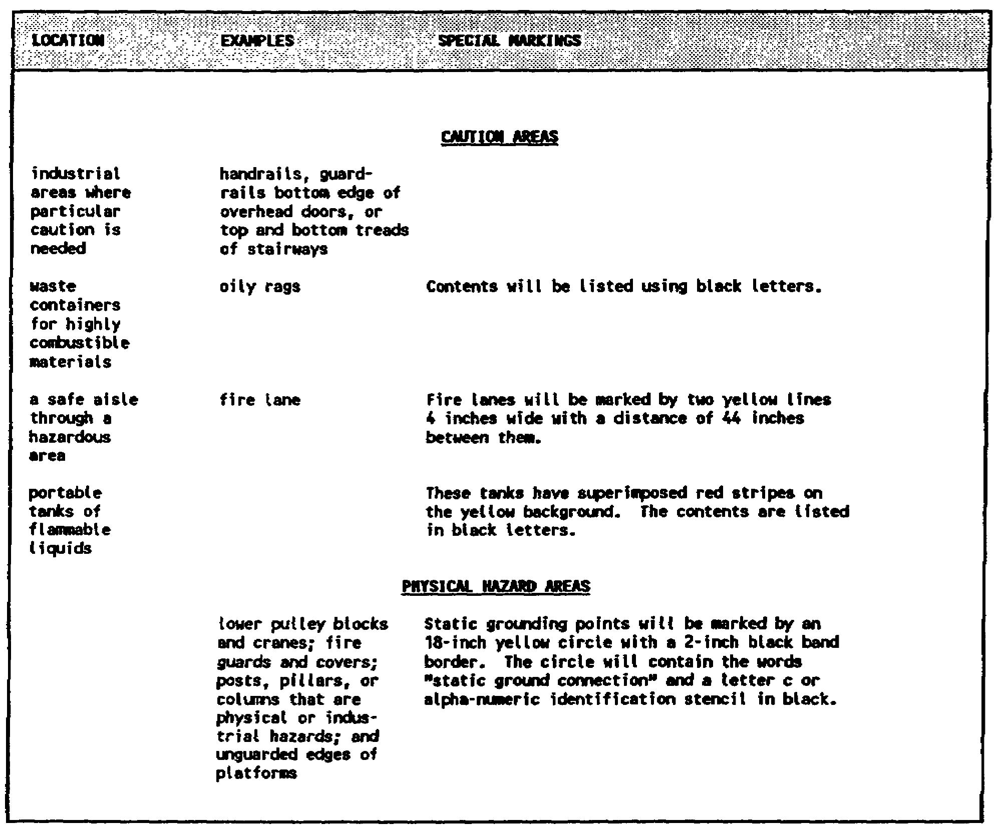 LOCATION EXAMPLES SPECIAL MARKINGS
CAUTION AREAS
industrial handrails, guard-
areas where rails bottom edge of
particular overhead doors, or
caution is top and bottom treads
needed of stairways
waste oily rags Contents will be listed using black letters.
containers
for highly
combustible
materials
a safe aisle fire lane Fire lanes will be marked by two yellow lines
through a 4 inches wide with a distance of 44 inches
hazardous between them.
area
portable These tanks have superimposed red stripes on
tanks of the yellow background. The contents are listed
flammable in black letters.
liquids
PHYSICAL HAZARD AREAS
lower pulley blocks Static grounding points will be marked by an
and cranes; fire 18-inch yellow circle with a 2-inch black band
guards and covers; border. The circle will contain the words
posts, pillars, or "static ground connection" and a letter c or
columns that are alpha-numeric identification stencil in black.
physical or indus-
trial hazards; and
unguarded edges of
platforms